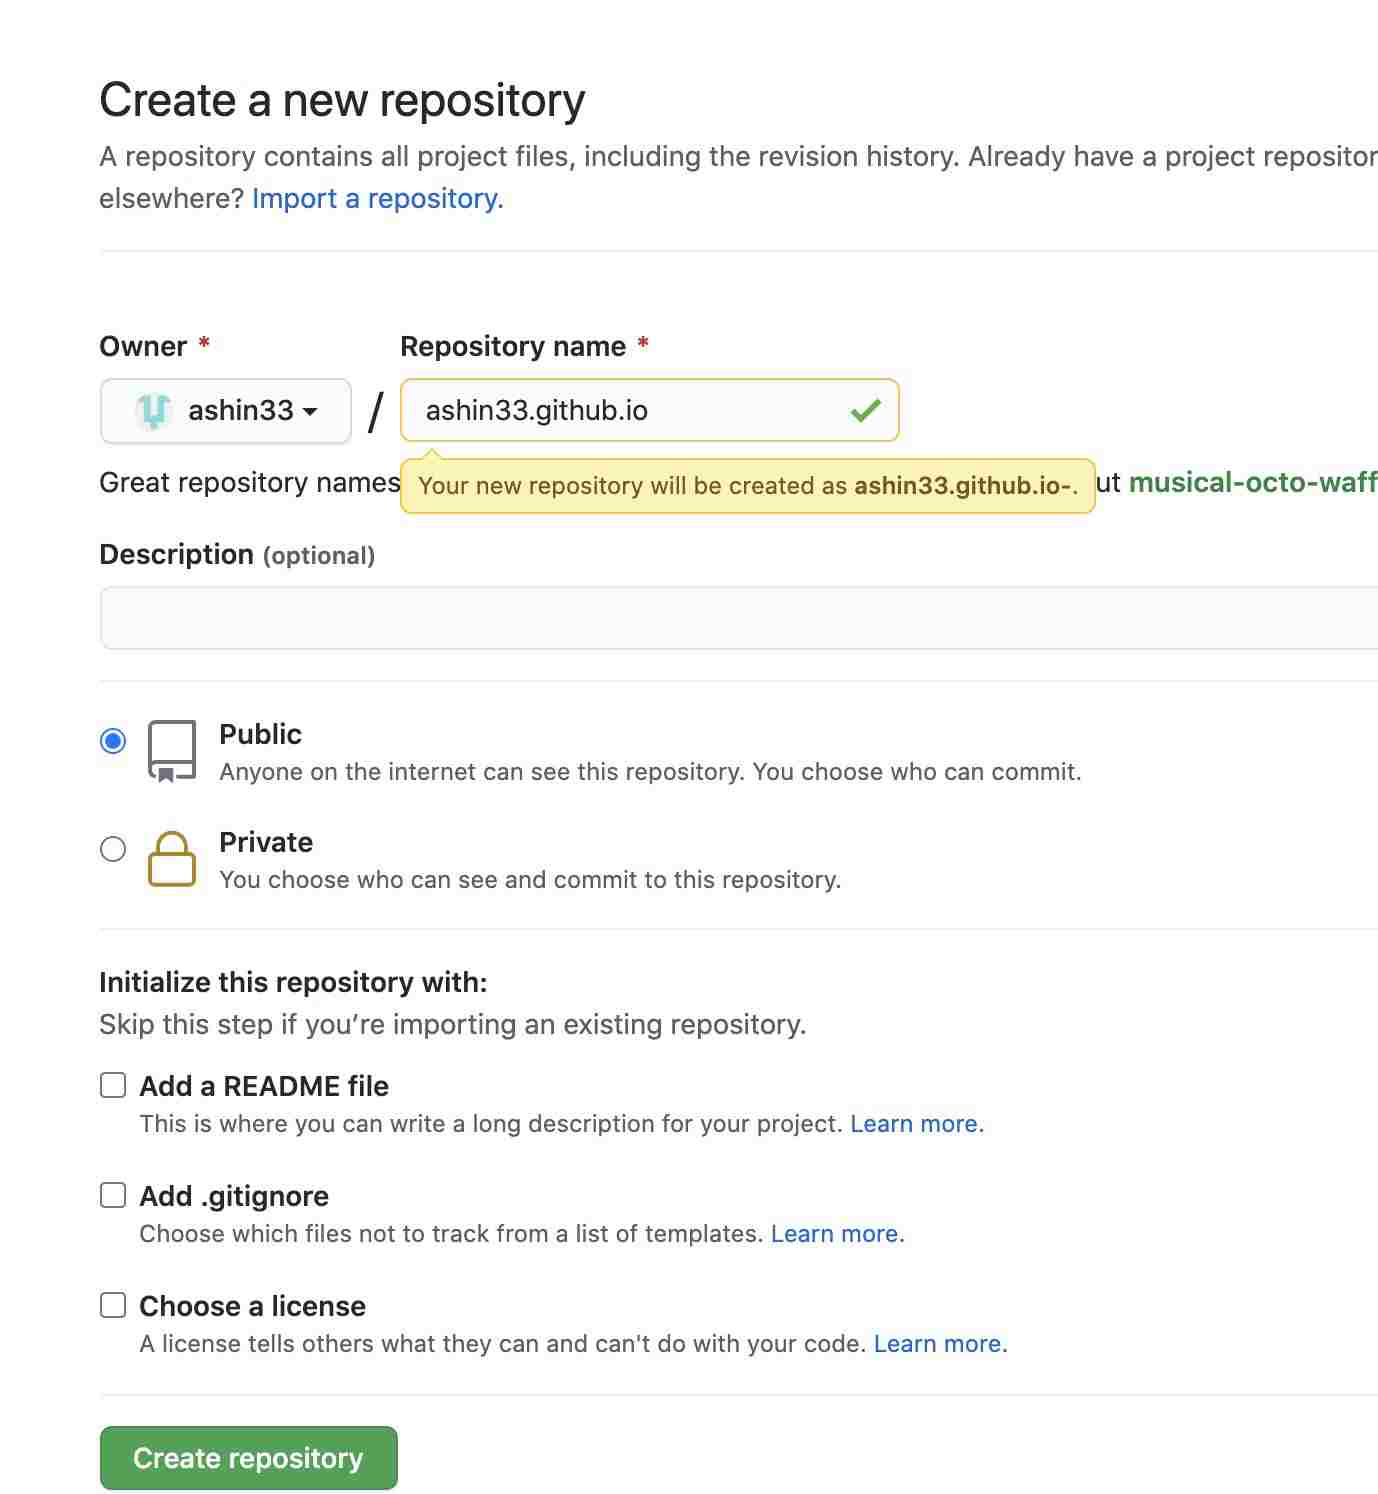 Create a new repository
A repository contains all project files, including the revision history. Already have a project
elsewhere? Import a repository.
Owner *
Repository name *
ashin33
/
ashin33.github.io
Great repository names
Your new repository will be created as ashin33.github.io-.
musical-octo-waff
Description (optional)
Public
Anyone on the internet can see this repository. You choose who can commit.
Private
You choose who can see and commit to this repository.
Initialize this repository with:
Skip this step if you’re importing an existing repository.
Add a README file
This is where you can write a long description for your project. Learn more.
Add .gitignore
Choose which files not to track from a list of templates. Learn more.
Choose a license
A license tells others what they can and can't do with your code. Learn more.
Create repository